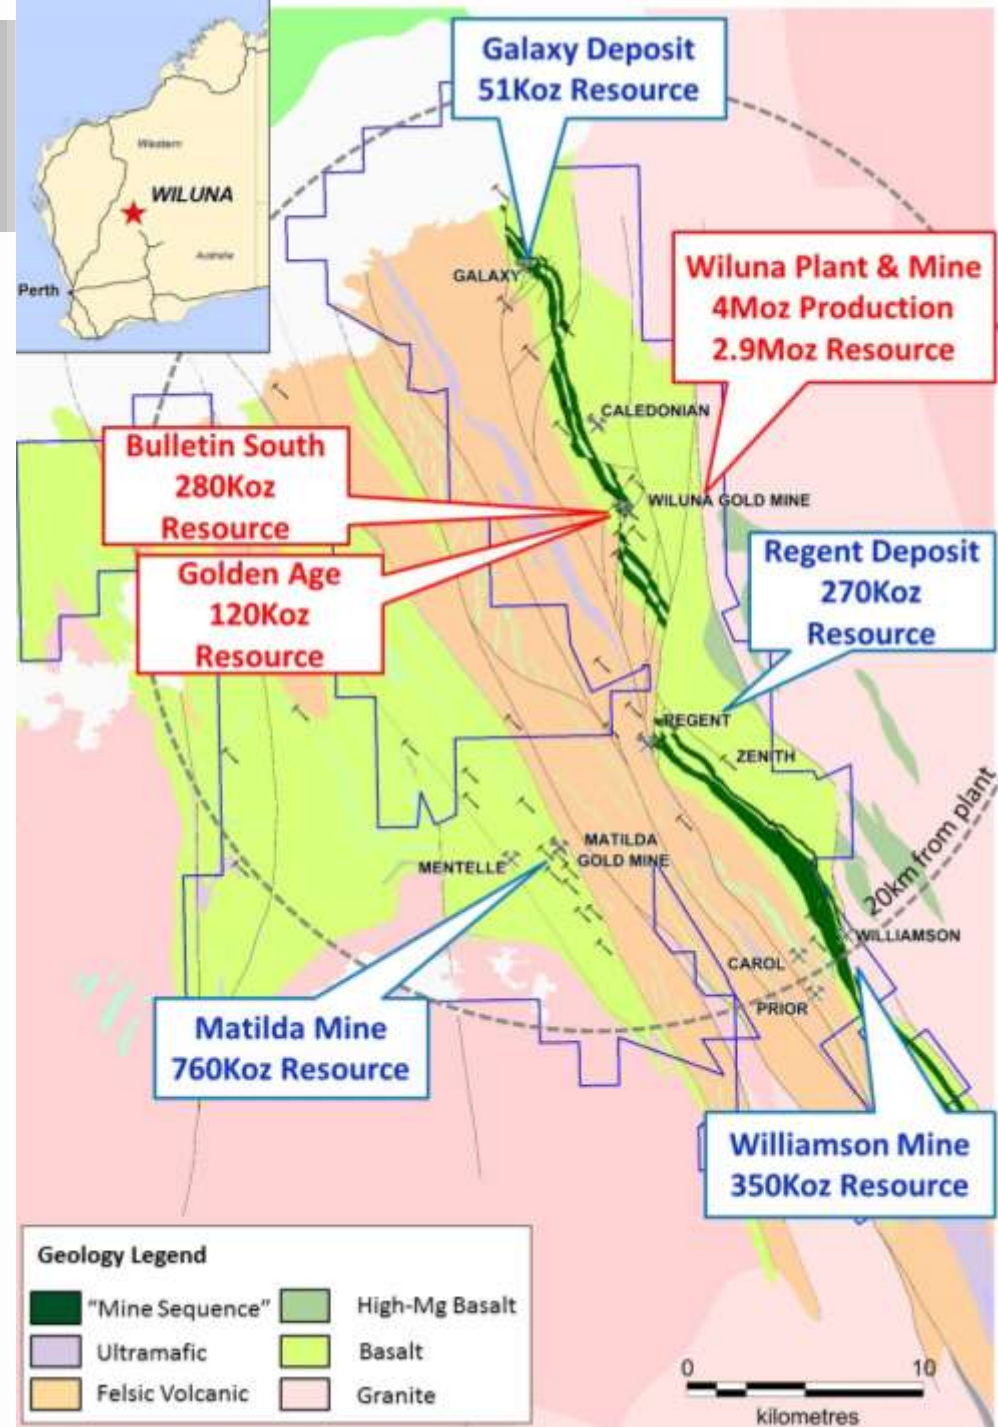 Galaxy Deposit
51Koz Resource
Western
WILUNA
Australia
Perth
Wiluna Plant & Mine
4Moz Production
2.9Moz Resource
GALAXY
CALEDONIAN
Bulletin South
280Koz
Resource
WILUNA GOLD MINE
Golden Age
120Koz
Resource
Regent Deposit
270Koz
Resource
REGENT
ZENITH
20km from plant
MATILDA
GOLD MINE
MENTELLE
WILLIAMSON
CAROL
PRIOR
Matilda Mine
760Koz Resource
Williamson Mine
350Koz Resource
Geology Legend
"Mine Sequence"
High-Mg Basalt
Ultramafic
Basalt
Felsic Volcanic
Granite
0 10
kilometres